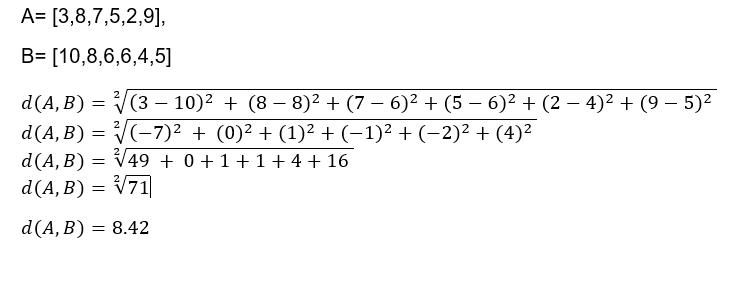 A= [3,8,7,5,2,9],
B= [10,8,6,6,4,5]
d(A, B) = ²√(3 − 10)² + (8 − 8)² + (7 − 6)² + (5 − 6)² + (2 − 4)² + (9 − 5)²
d(A, B) = ²√(−7)² + (0)² + (1)² + (−1)² + (−2)² + (4)²
d(A, B) = ²√49 + 0 + 1 + 1 + 4 + 16
d(A, B) = ²√71
d(A, B) = 8.42